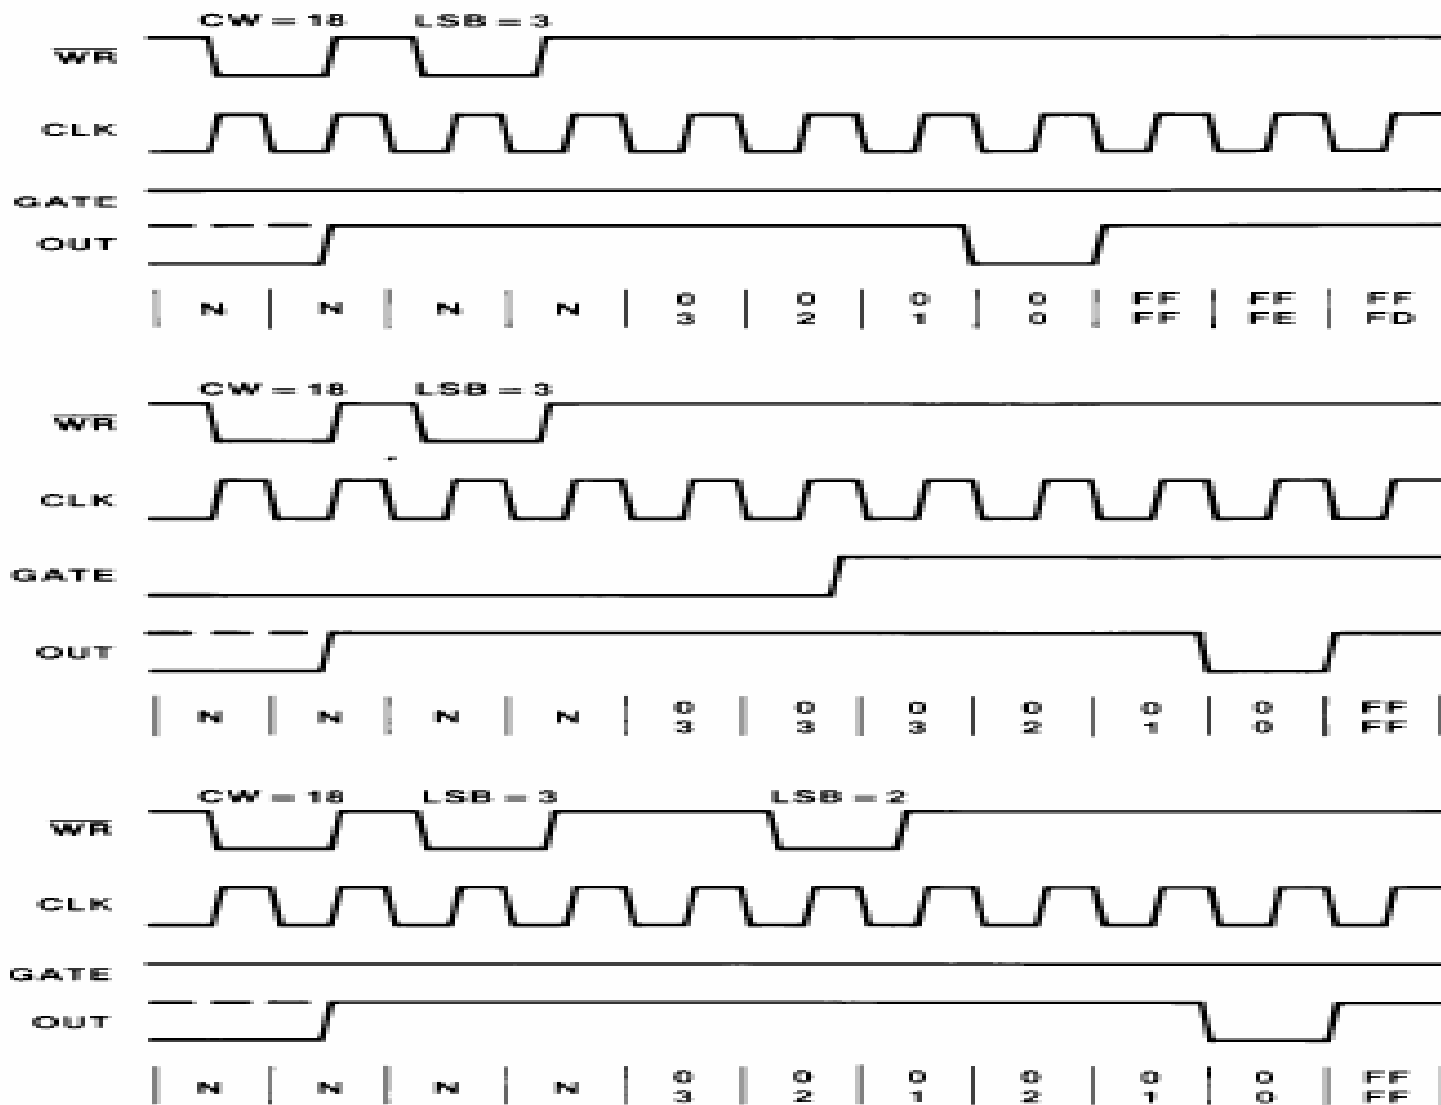 CW = 18 LSB = 3
WR
CLK
GATE
OUT
N N N N 0 0 0 0 FF FF FF
3 2 1 0 FF FE FD
CW = 18 LSB = 3
WR
CLK
GATE
OUT
N N N N 0 0 0 0 0 0 FF
3 3 3 2 1 0 FF
CW = 18 LSB = 3 LSB = 2
WR
CLK
GATE
OUT
N N N N 0 0 0 0 0 0 FF
3 2 1 2 1 0 FF